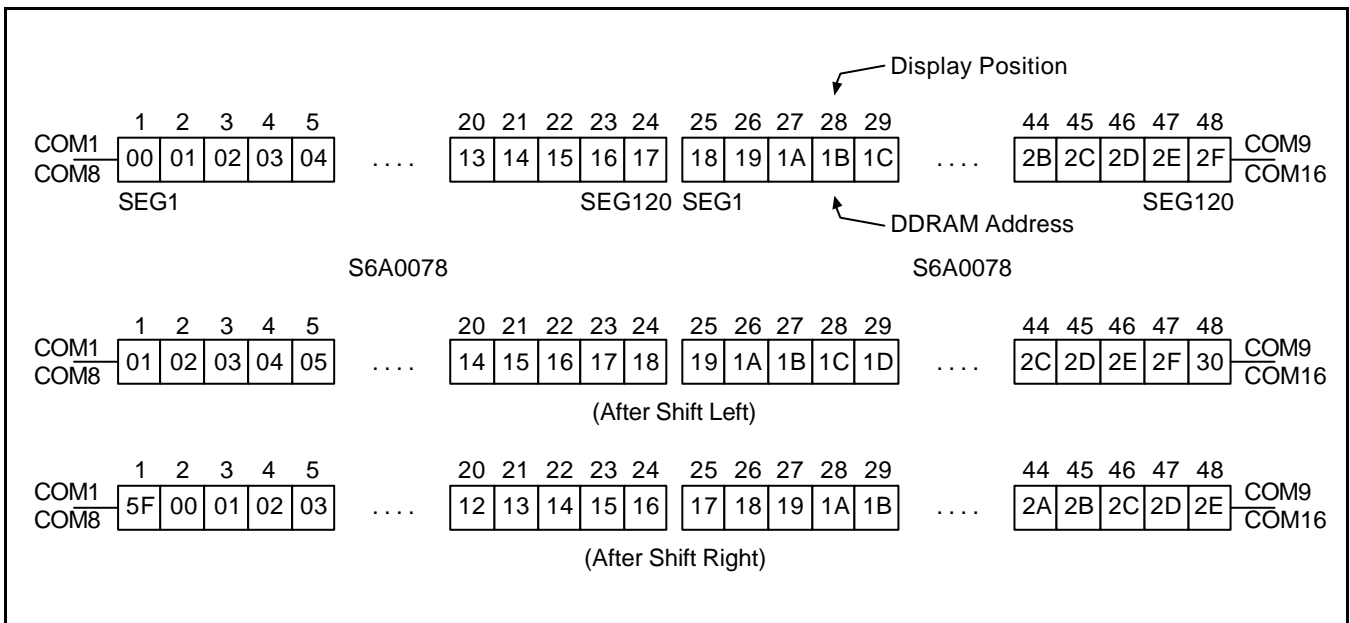 Display Position
1 2 3 4 5 20 21 22 23 24 25 26 27 28 29 44 45 46 47 48
COM1 COM9
00 01 02 03 04 .... 13 14 15 16 17 18 19 1A 1B 1C .... 2B 2C 2D 2E 2F
COM8 COM16
SEG1 SEG120 SEG1 SEG120
DDRAM Address
S6A0078 S6A0078
1 2 3 4 5 20 21 22 23 24 25 26 27 28 29 44 45 46 47 48
COM1 COM9
01 02 03 04 05 .... 14 15 16 17 18 19 1A 1B 1C 1D .... 2C 2D 2E 2F 30
COM8 COM16
(After Shift Left)
1 2 3 4 5 20 21 22 23 24 25 26 27 28 29 44 45 46 47 48
COM1 COM9
5F 00 01 02 03 .... 12 13 14 15 16 17 18 19 1A 1B .... 2A 2B 2C 2D 2E
COM8 COM16
(After Shift Right)